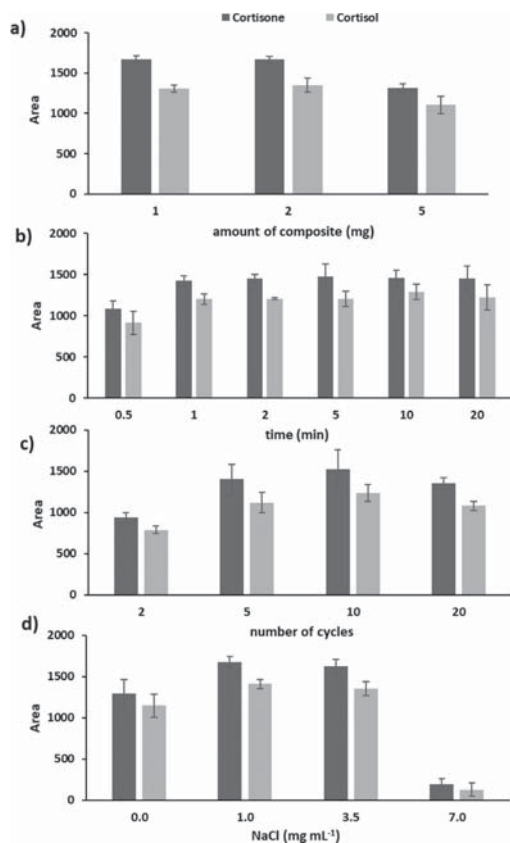 Cortisone Cortisol
a)
2000
1500
1000
500
0
Area
1 2 5
amount of composite (mg)
b)
2000
1500
1000
500
0
Area
0.5 1 2 5 10 20
time (min)
c)
2000
1500
1000
500
0
Area
2 5 10 20
number of cycles
d)
2000
1500
1000
500
0
Area
0.0 1.0 3.5 7.0
NaCl (mg mL⁻¹)